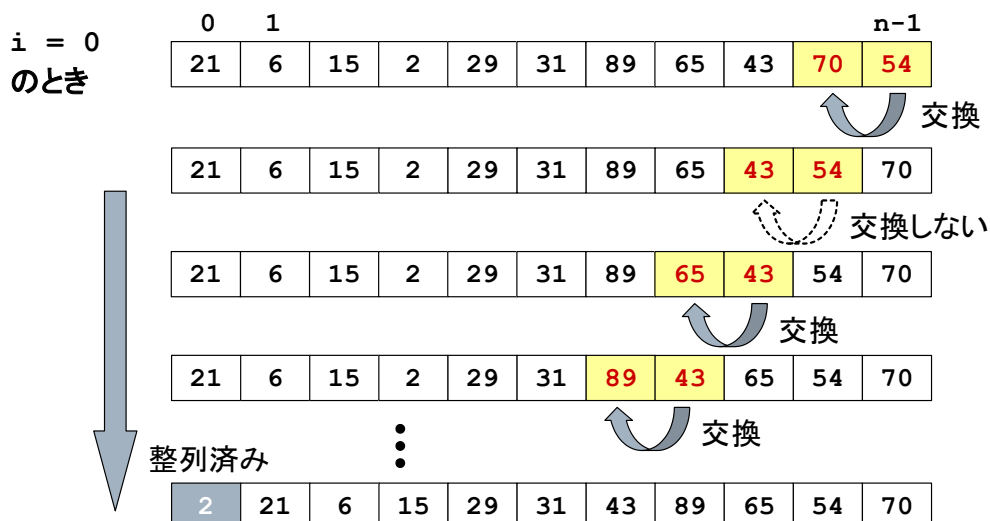 0 1 n-1
i = 0
のとき
21 6 15 2 29 31 89 65 43 70 54
交換
21 6 15 2 29 31 89 65 43 54 70
交換しない
21 6 15 2 29 31 89 65 43 54 70
交換
21 6 15 2 29 31 89 43 65 54 70
交換
整列済み
2 21 6 15 29 31 43 89 65 54 70